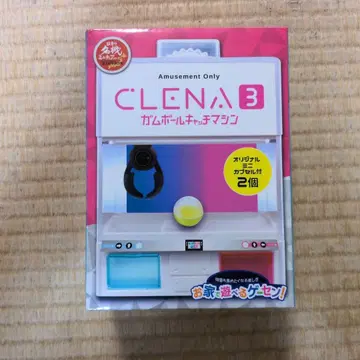 名機
Amusement Only
CLENA 3
ガムボールキャッチマシン
オリジナル
ミニ
カプセル付
2個
お家で遊べるゲーセン!